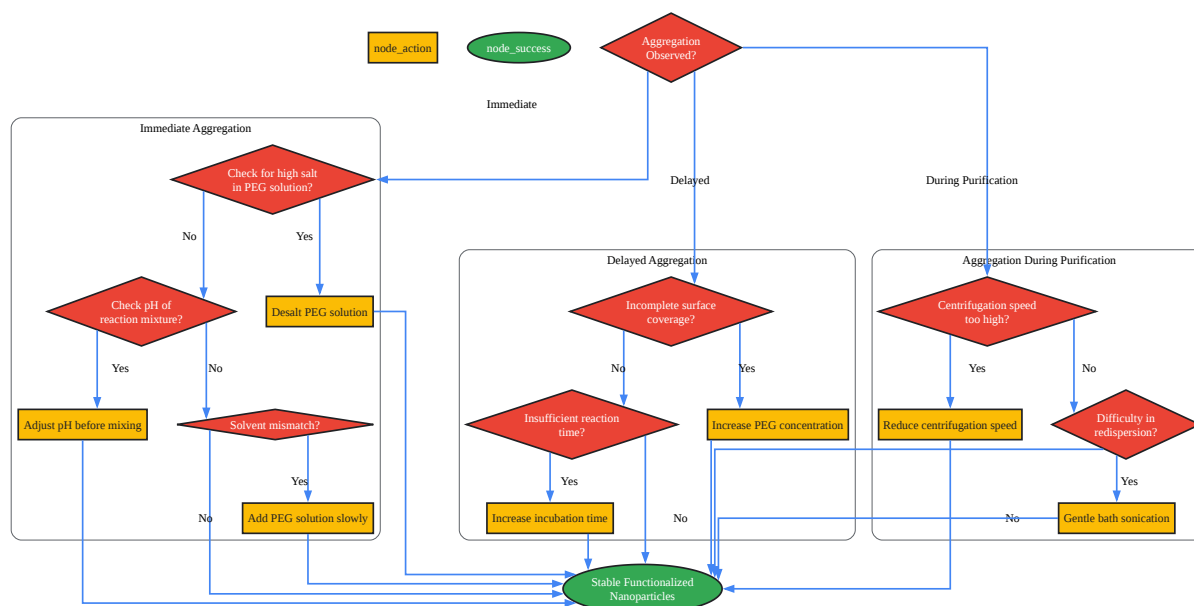 node_action
node_success
Aggregation
Observed?
Immediate
Immediate Aggregation
Check for high salt
in PEG solution?
Delayed
During Purification
No
Yes
Delayed Aggregation
Aggregation During Purification
Check pH of
reaction mixture?
Desalt PEG solution
Incomplete surface
coverage?
Centrifugation speed
too high?
Yes
No
No
Yes
Yes
No
Adjust pH before mixing
Solvent mismatch?
Insufficient reaction
time?
Increase PEG concentration
Reduce centrifugation speed
Difficulty in
redispersion?
Yes
Yes
Yes
No
Add PEG solution slowly
Increase incubation time
No
No
Gentle bath sonication
Stable Functionalized
Nanoparticles